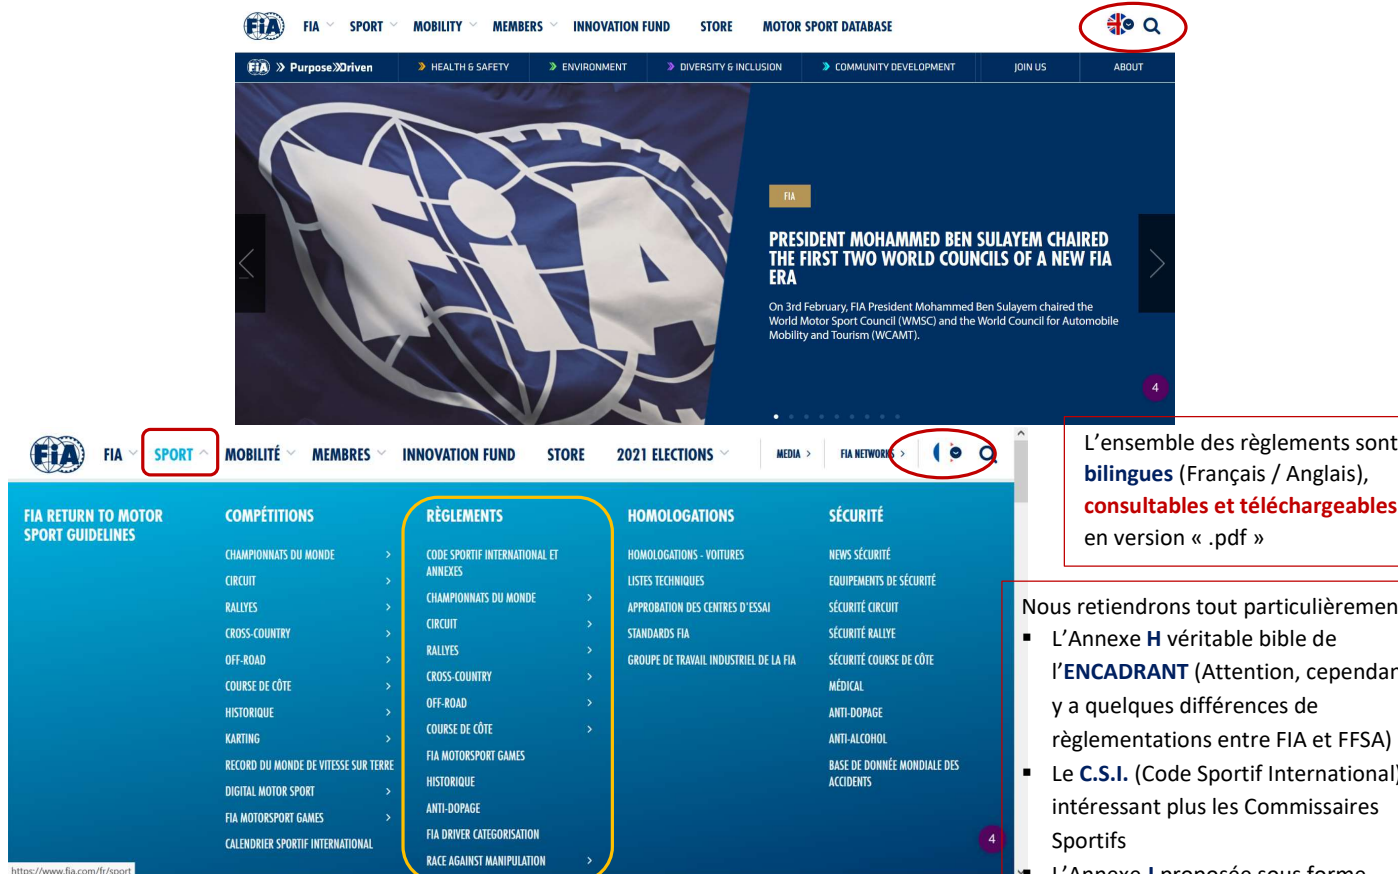 FiA FIA SPORT MOBILITY MEMBERS INNOVATION FUND STORE MOTOR SPORT DATABASE
FiA Purpose Driven HEALTH & SAFETY ENVIRONMENT DIVERSITY & INCLUSION COMMUNITY DEVELOPMENT JOIN US ABOUT
FiA
FIA
PRESIDENT MOHAMMED BEN SULAYEM CHAIRED
THE FIRST TWO WORLD COUNCILS OF A NEW FIA
ERA
On 3rd February, FIA President Mohammed Ben Sulayem chaired the
World Motor Sport Council (WMSC) and the World Council for Automobile
Mobility and Tourism (WCAMT).
4
FiA FIA SPORT MOBILITÉ MEMBRES INNOVATION FUND STORE 2021 ELECTIONS MEDIA > FIA NETWORKS >
FIA RETURN TO MOTOR
SPORT GUIDELINES
COMPÉTITIONS
CHAMPIONNATS DU MONDE >
CIRCUIT >
RALLYES >
CROSS-COUNTRY >
OFF-ROAD >
COURSE DE CÔTE >
HISTORIQUE >
KARTING >
RECORD DU MONDE DE VITESSE SUR TERRE
DIGITAL MOTOR SPORT >
FIA MOTORSPORT GAMES >
CALENDRIER SPORTIF INTERNATIONAL
RÈGLEMENTS
CODE SPORTIF INTERNATIONAL ET
ANNEXES
CHAMPIONNATS DU MONDE >
CIRCUIT >
RALLYES >
CROSS-COUNTRY >
OFF-ROAD >
COURSE DE CÔTE >
FIA MOTORSPORT GAMES
HISTORIQUE
ANTI-DOPAGE
FIA DRIVER CATEGORISATION
RACE AGAINST MANIPULATION >
HOMOLOGATIONS
HOMOLOGATIONS - VOITURES
LISTES TECHNIQUES
APPROBATION DES CENTRES D'ESSAI
STANDARDS FIA
GROUPE DE TRAVAIL INDUSTRIEL DE LA FIA
SÉCURITÉ
NEWS SÉCURITÉ
EQUIPEMENTS DE SÉCURITÉ
SÉCURITÉ CIRCUIT
SÉCURITÉ RALLYE
SÉCURITÉ COURSE DE CÔTE
MÉDICAL
ANTI-DOPAGE
ANTI-ALCOHOL
BASE DE DONNÉE MONDIALE DES
ACCIDENTS
4
https://www.fia.com/fr/sport
L'ensemble des règlements sont
bilingues (Français / Anglais),
consultables et téléchargeables
en version « .pdf »
Nous retiendrons tout particulièremen
▪ L'Annexe H véritable bible de
l'ENCADRANT (Attention, cependan
y a quelques différences de
règlementations entre FIA et FFSA)
▪ Le C.S.I. (Code Sportif International)
intéressant plus les Commissaires
Sportifs
▪ L'Annexe J proposée sous forme